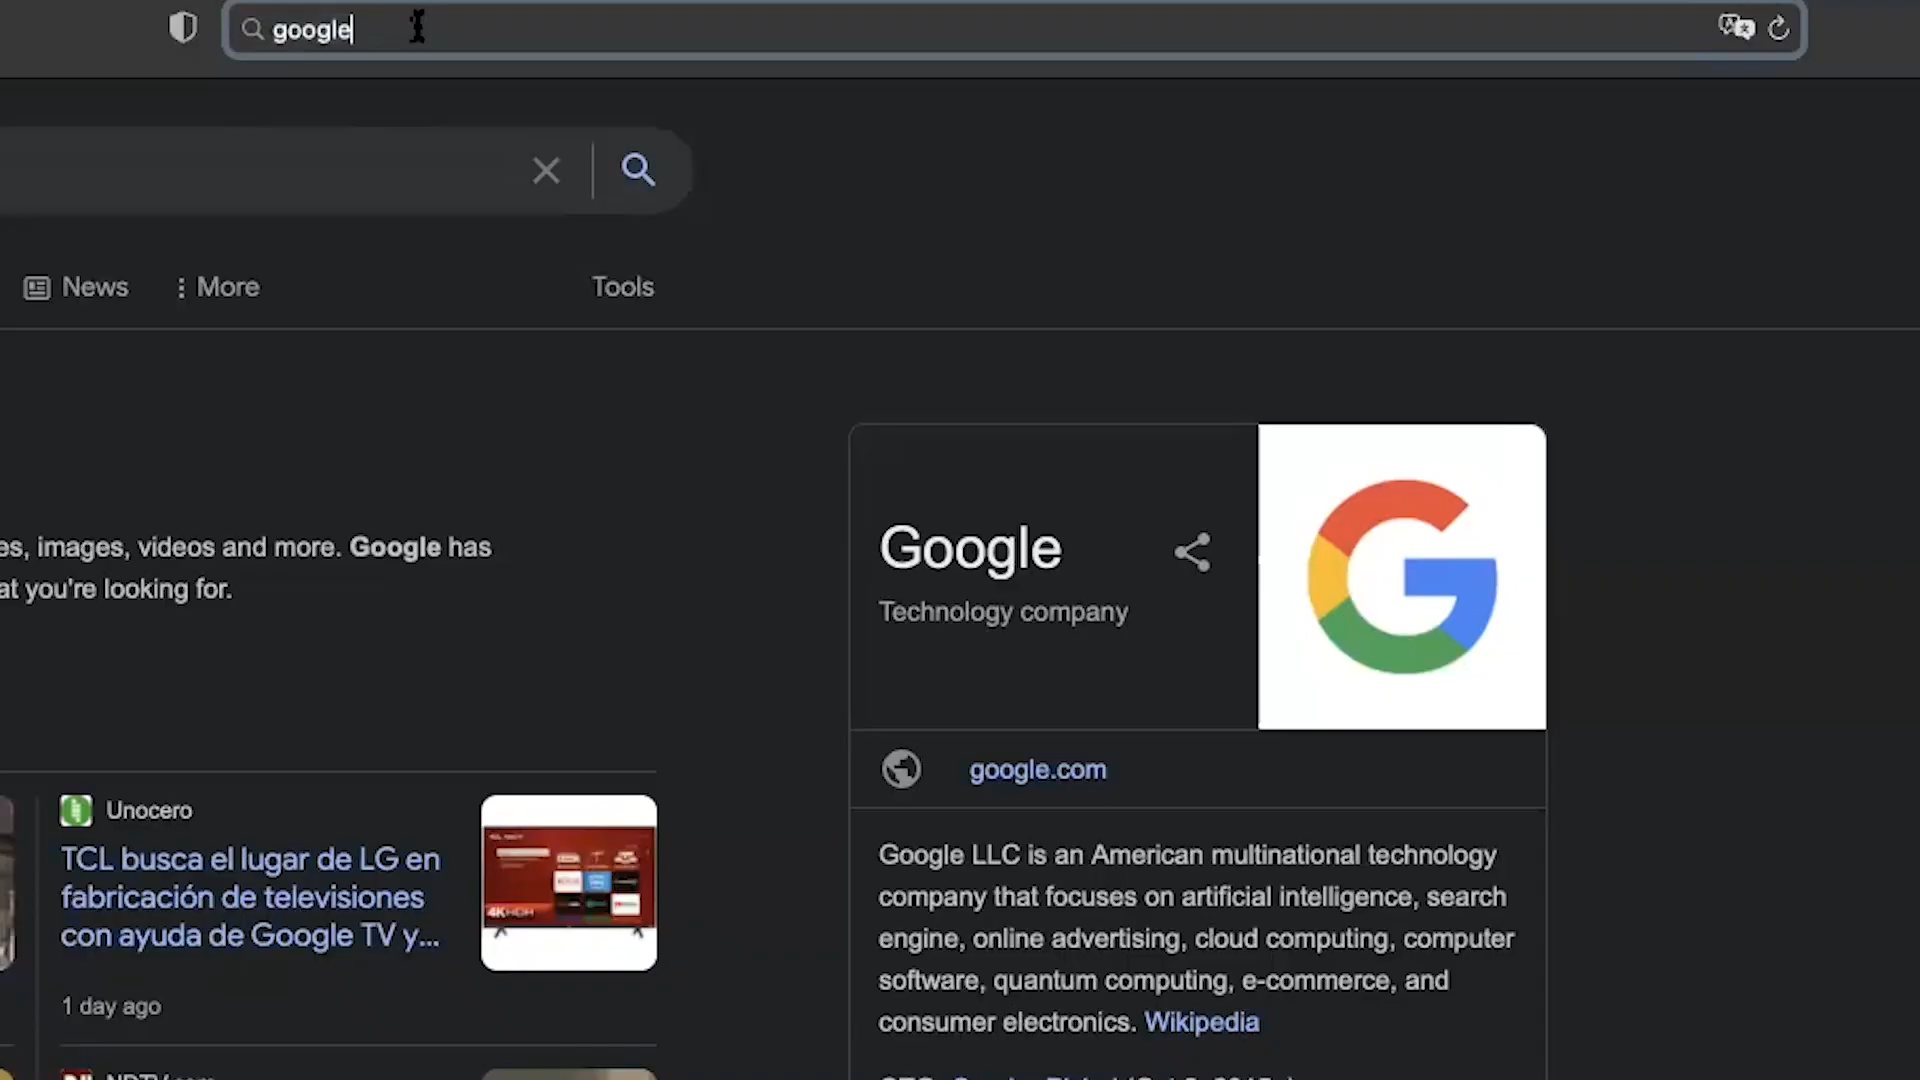 google
News
More
Tools
es, images, videos and more. Google has
at you're looking for.
Google
Technology company
google.com
Google LLC is an American multinational technology
company that focuses on artificial intelligence, search
engine, online advertising, cloud computing, computer
software, quantum computing, e-commerce, and
consumer electronics. Wikipedia
Unocero
TCL busca el lugar de LG en
fabricación de televisiones
con ayuda de Google TV y...
1 day ago
4K HDR